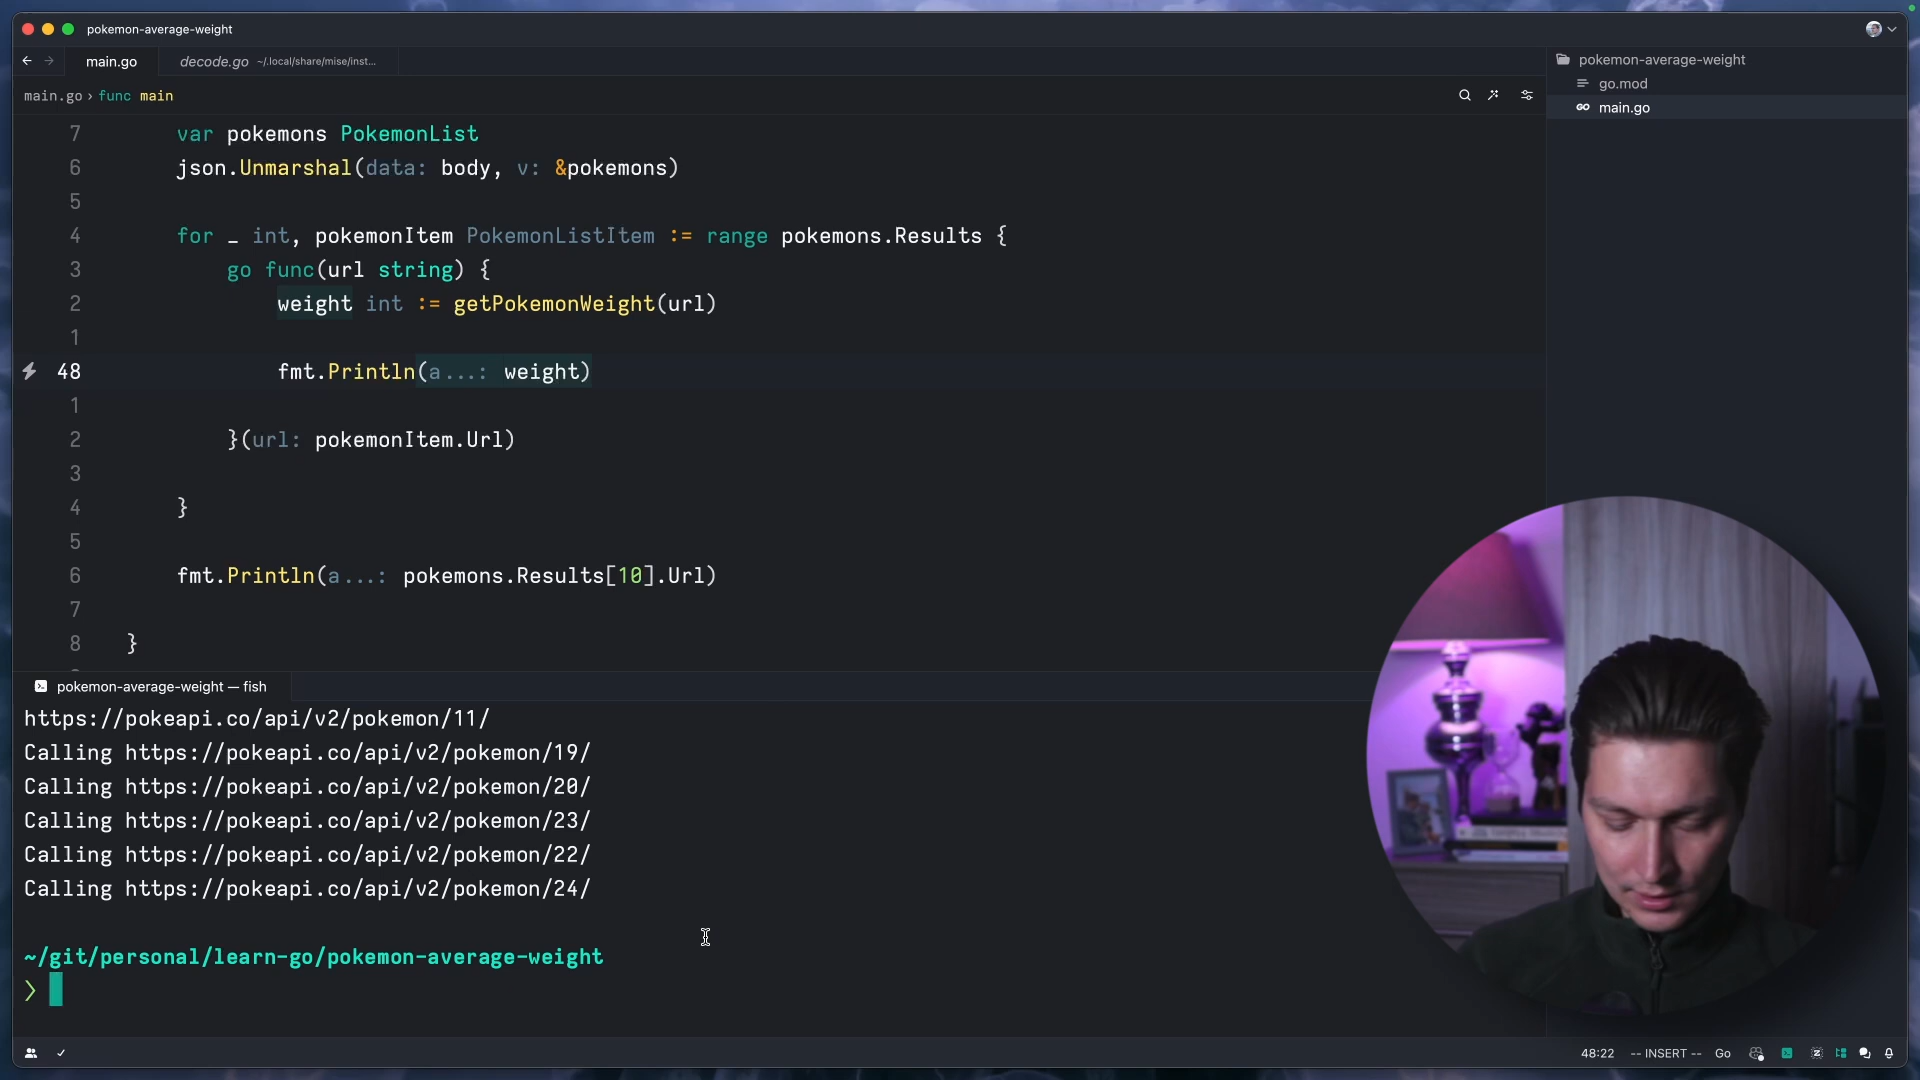 pokemon-average-weight
main.go
decode.go ~/.local/share/mise/inst...
main.go › func main
7 var pokemons PokemonList
6 json.Unmarshal(data: body, v: &pokemons)
5
4 for _ int, pokemonItem PokemonListItem := range pokemons.Results {
3 go func(url string) {
2 weight int := getPokemonWeight(url)
1
48 fmt.Println(a...: weight)
1
2 }(url: pokemonItem.Url)
3
4 }
5
6 fmt.Println(a...: pokemons.Results[10].Url)
7
8 }
pokemon-average-weight
go.mod
main.go
pokemon-average-weight — fish
https://pokeapi.co/api/v2/pokemon/11/
Calling https://pokeapi.co/api/v2/pokemon/19/
Calling https://pokeapi.co/api/v2/pokemon/20/
Calling https://pokeapi.co/api/v2/pokemon/23/
Calling https://pokeapi.co/api/v2/pokemon/22/
Calling https://pokeapi.co/api/v2/pokemon/24/
~/git/personal/learn-go/pokemon-average-weight
❯
48:22 -- INSERT -- Go